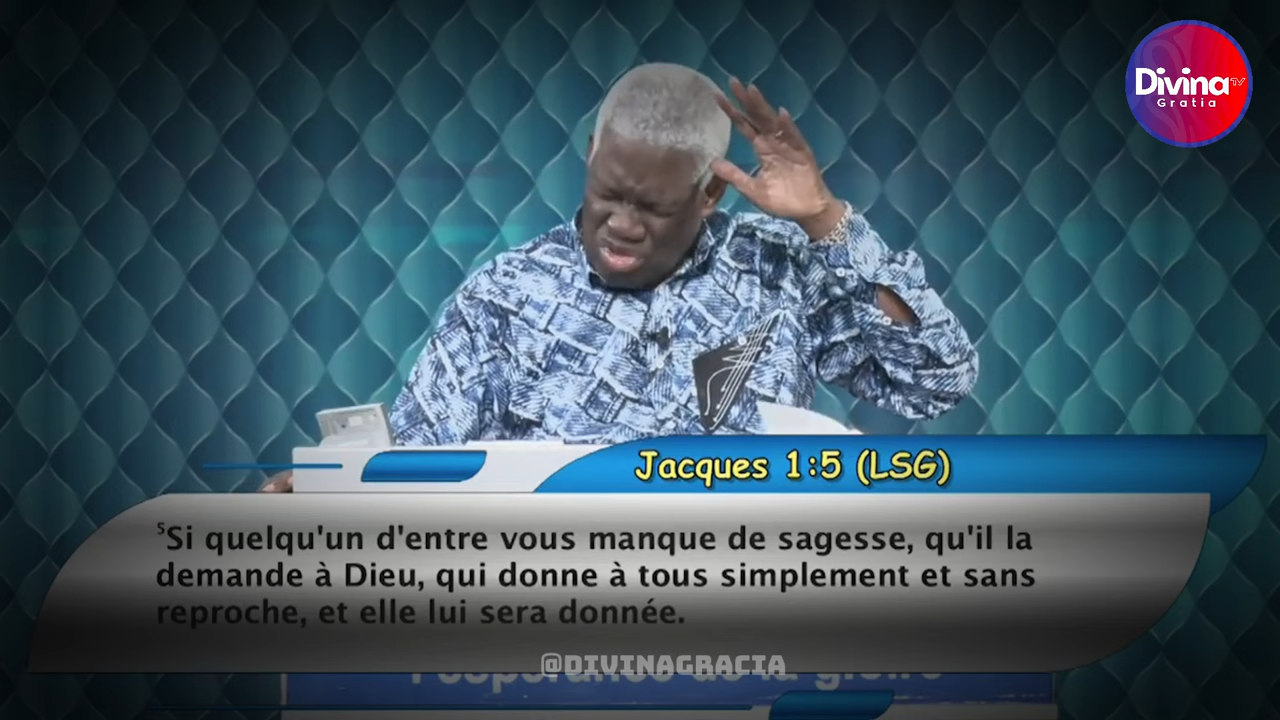 Divina TV
Gratia
Jacques 1:5 (LSG)
5Si quelqu'un d'entre vous manque de sagesse, qu'il la
demande à Dieu, qui donne à tous simplement et sans
reproche, et elle lui sera donnée.
@DIVINAGRACIA